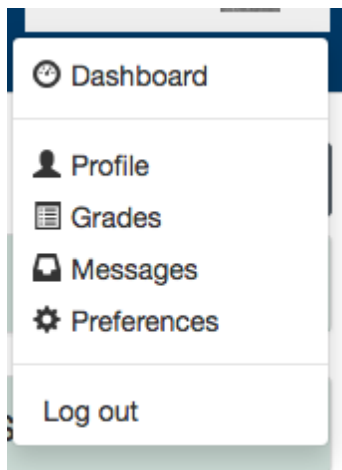 Dashboard
Profile
Grades
Messages
Preferences
Log out